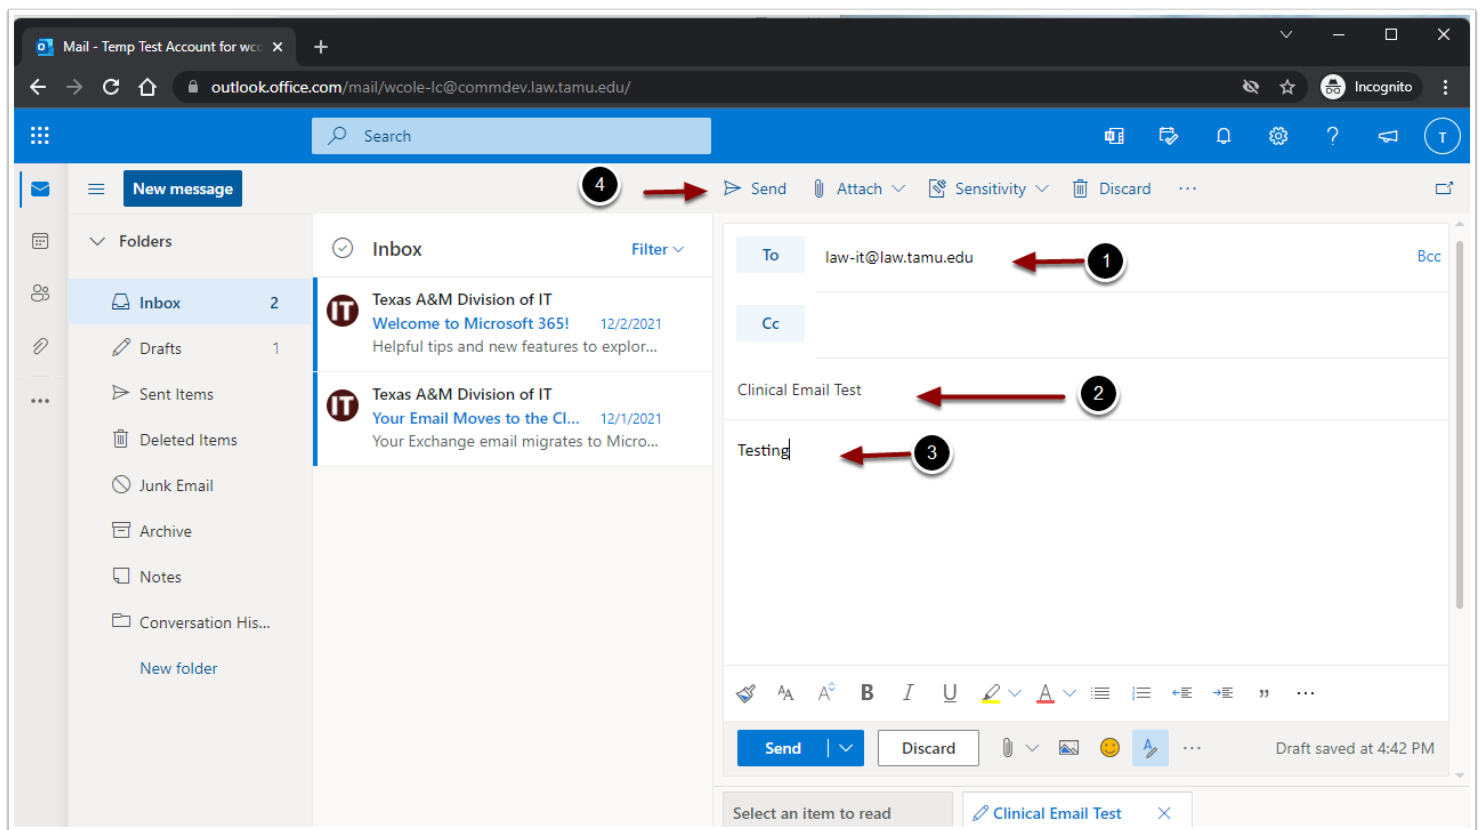 Mail - Temp Test Account for wco
outlook.office.com/mail/wcole-lc@commdev.law.tamu.edu/
Incognito
Search
T
New message
4
Send
Attach
Sensitivity
Discard
Folders
Inbox 2
Drafts 1
Sent Items
Deleted Items
Junk Email
Archive
Notes
Conversation His...
New folder
Inbox
Filter
IT
Texas A&M Division of IT
Welcome to Microsoft 365! 12/2/2021
Helpful tips and new features to explor...
IT
Texas A&M Division of IT
Your Email Moves to the Cl... 12/1/2021
Your Exchange email migrates to Micro...
To law-it@law.tamu.edu 1 Bcc
Cc
Clinical Email Test 2
Testing 3
Send
Discard
Draft saved at 4:42 PM
Select an item to read
Clinical Email Test